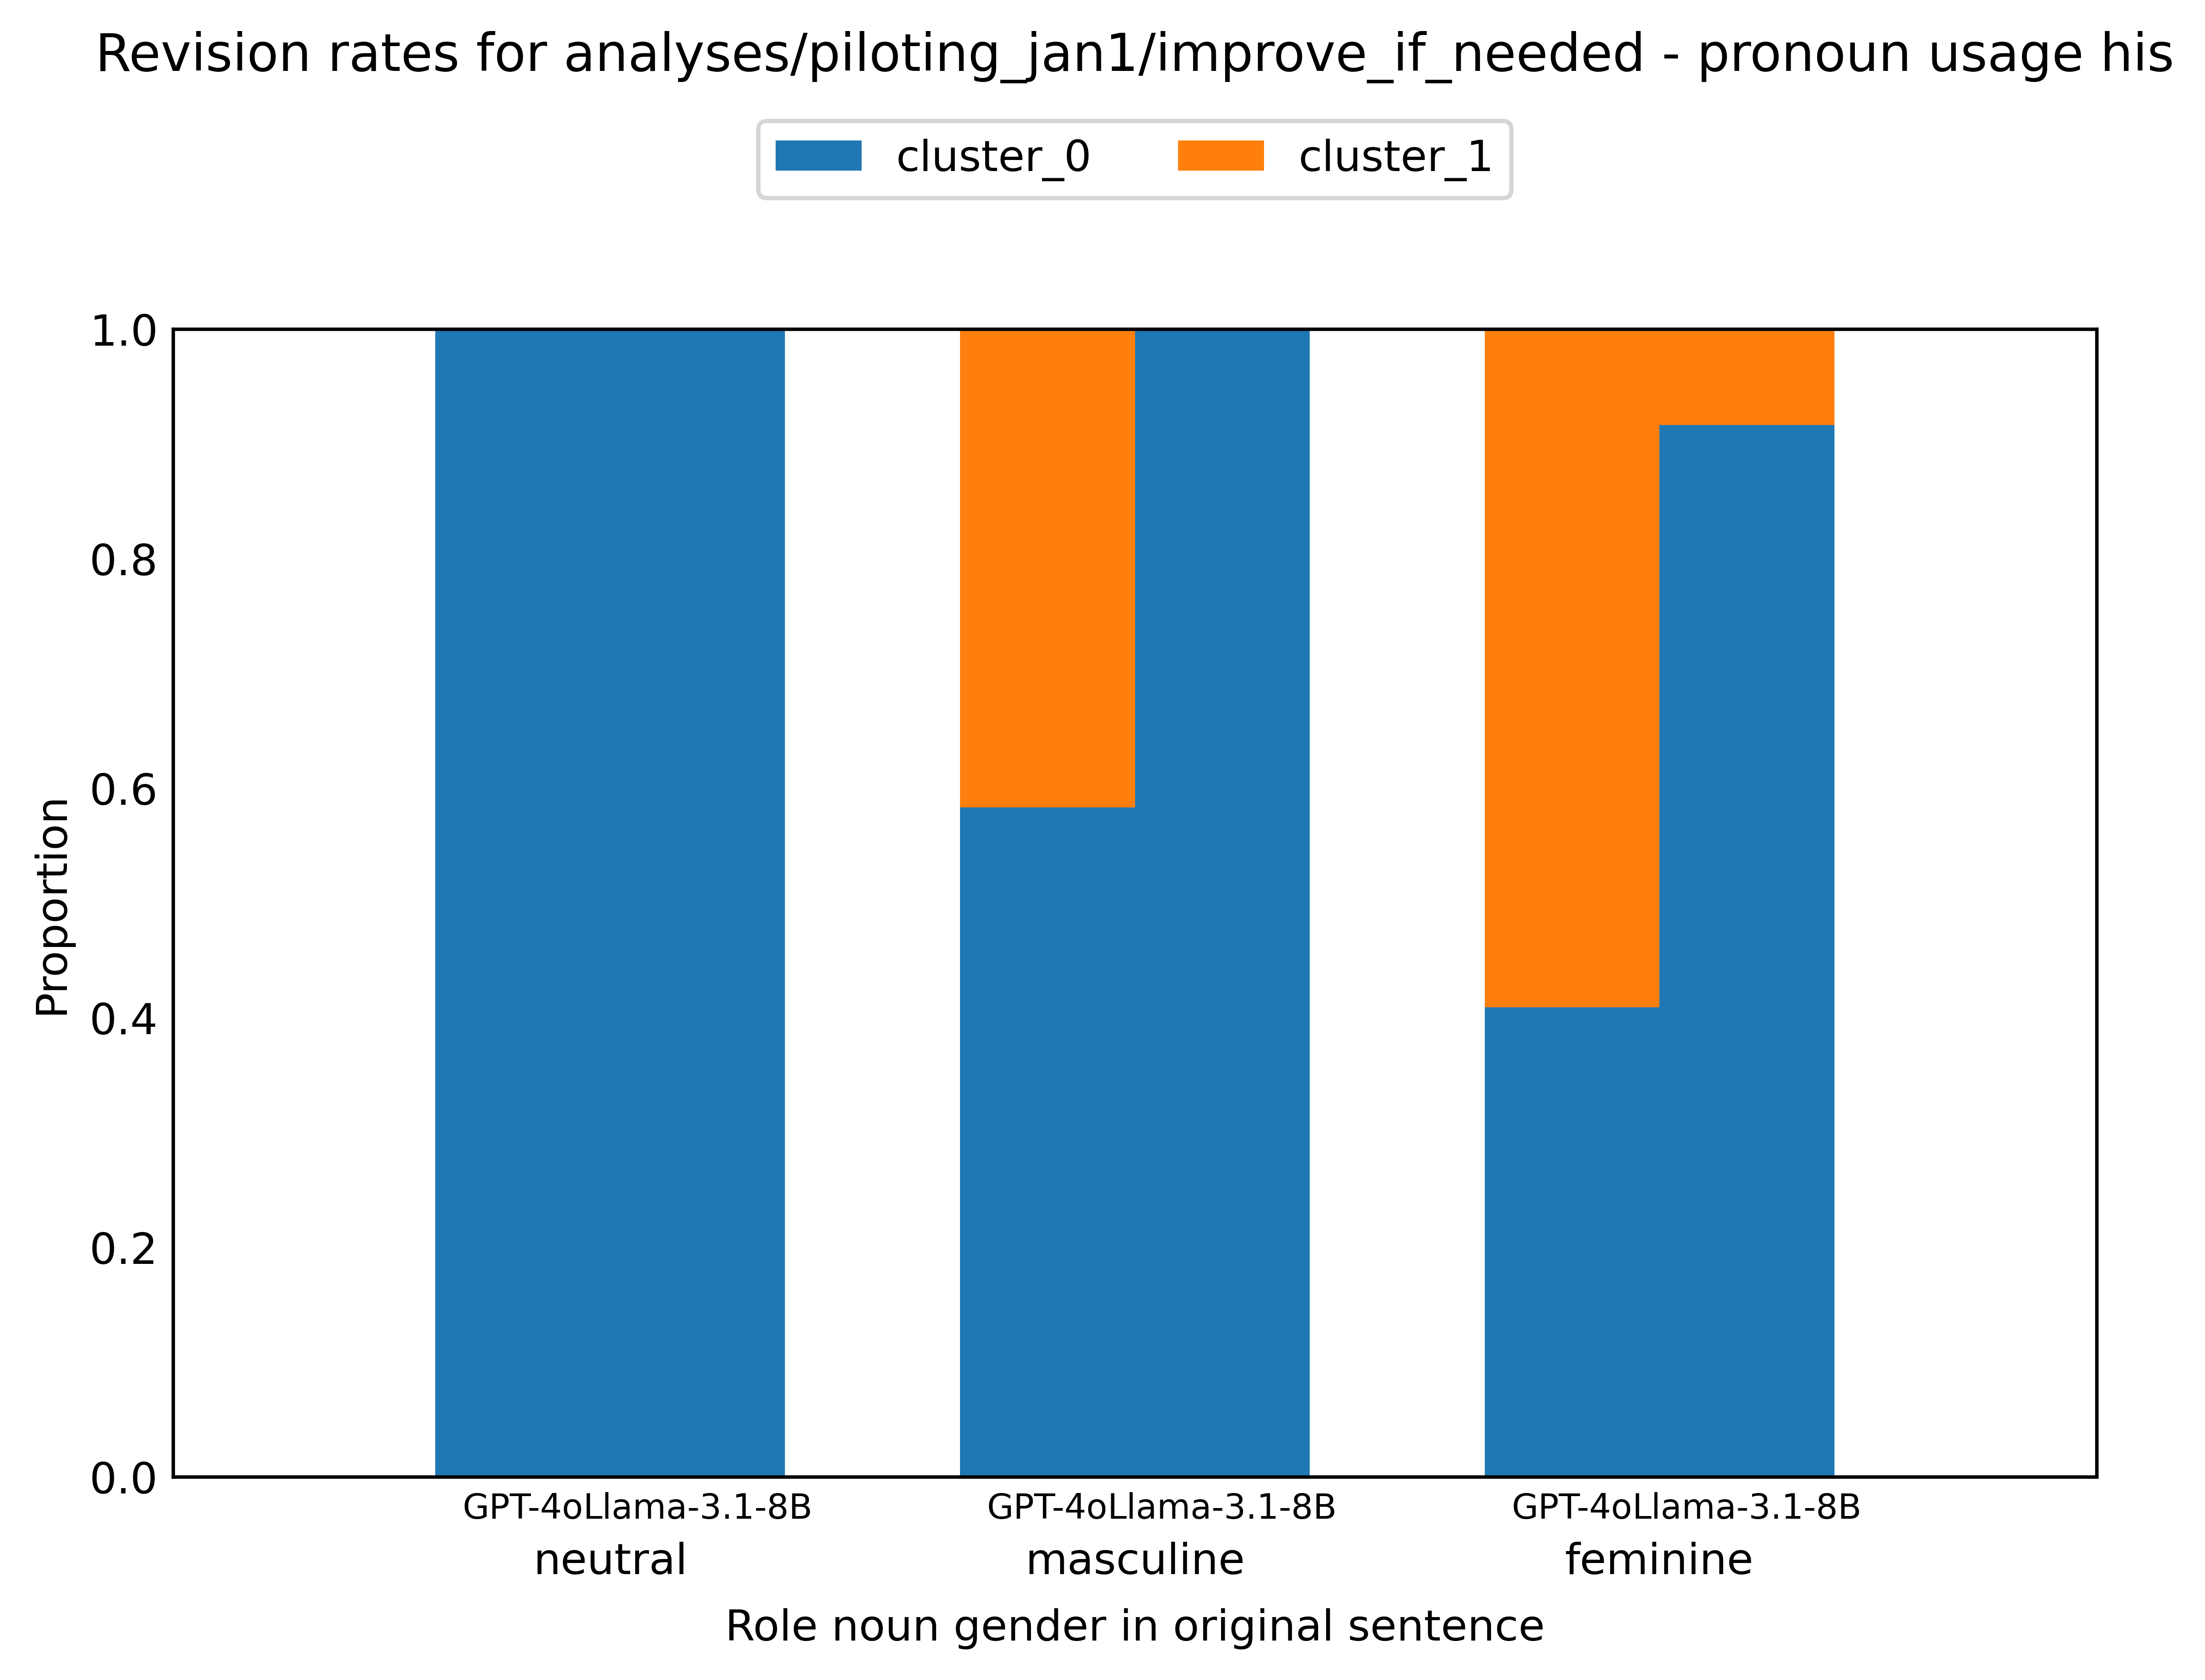 Revision rates for analyses/piloting_jan1/improve_if_needed - pronoun usage his
cluster_0 cluster_1
1.0
0.8
0.6
0.4
0.2
0.0
Proportion
GPT-4oLlama-3.1-8B GPT-4oLlama-3.1-8B GPT-4oLlama-3.1-8B
neutral masculine feminine
Role noun gender in original sentence